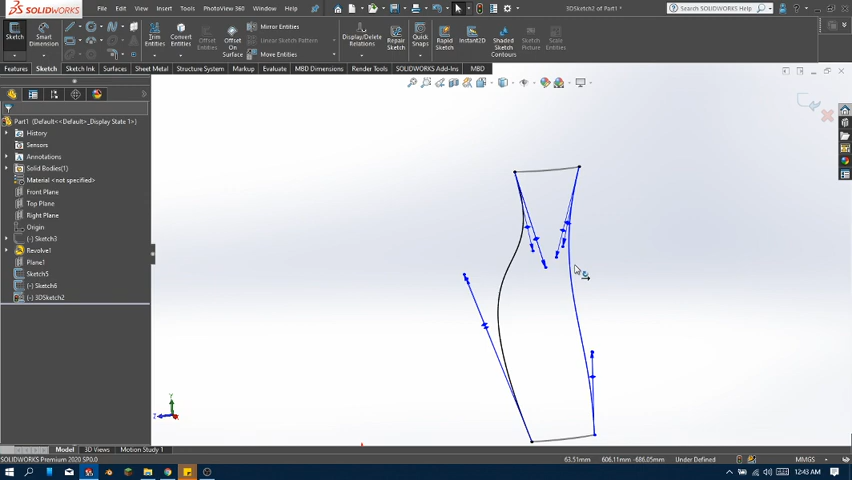 SOLIDWORKS File Edit View Insert Tools PhotoView 360 Window Help
3DSketch2 of Part1 *
Search SOLIDWORKS Help
Sketch
Smart Dimension
Trim Entities
Convert Entities
Offset Entities
Offset On Surface
Mirror Entities
Linear Sketch Pattern
Move Entities
Display/Delete Relations
Repair Sketch
Quick Snaps
Rapid Sketch
Instant2D
Shaded Sketch Contours
Sketch Picture
Features Sketch Sketch Ink Surfaces Sheet Metal Structure System Markup Evaluate MBD Dimensions Render Tools SOLIDWORKS Add-Ins MBD
Part1 (Default<<Default>_Display State 1>)
History
Sensors
Annotations
Solid Bodies(1)
Material <not specified>
Front Plane
Top Plane
Right Plane
Origin
(-) Sketch3
Revolve1
Plane1
Sketch5
(-) Sketch6
(-) 3DSketch2
Y
Z
Model 3D Views Motion Study 1
SOLIDWORKS Premium 2020 SP0.0
63.51mm 606.11mm -686.05mm Under Defined
MMGS
12:43 AM